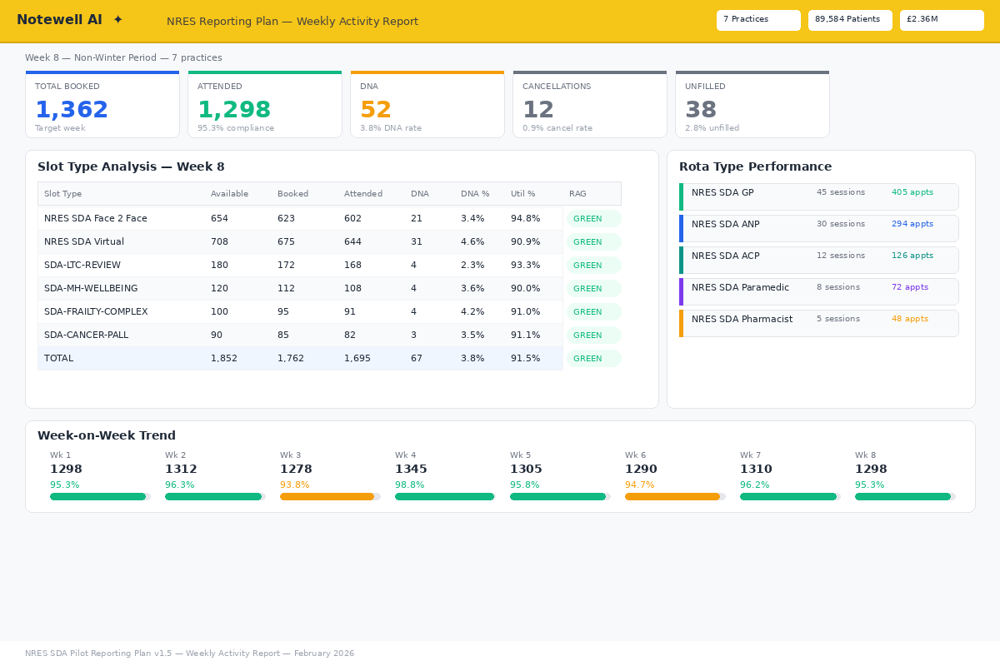 Notewell AI ✦
NRES Reporting Plan — Weekly Activity Report
7 Practices
89,584 Patients
£2.36M
Week 8 — Non-Winter Period — 7 practices
TOTAL BOOKED
1,362
Target week
ATTENDED
1,298
95.3% compliance
DNA
52
3.8% DNA rate
CANCELLATIONS
12
0.9% cancel rate
UNFILLED
38
2.8% unfilled
Slot Type Analysis — Week 8
Slot Type Available Booked Attended DNA DNA % Util % RAG
NRES SDA Face 2 Face 654 623 602 21 3.4% 94.8% GREEN
NRES SDA Virtual 708 675 644 31 4.6% 90.9% GREEN
SDA-LTC-REVIEW 180 172 168 4 2.3% 93.3% GREEN
SDA-MH-WELLBEING 120 112 108 4 3.6% 90.0% GREEN
SDA-FRAILTY-COMPLEX 100 95 91 4 4.2% 91.0% GREEN
SDA-CANCER-PALL 90 85 82 3 3.5% 91.1% GREEN
TOTAL 1,852 1,762 1,695 67 3.8% 91.5% GREEN
Rota Type Performance
NRES SDA GP 45 sessions 405 appts
NRES SDA ANP 30 sessions 294 appts
NRES SDA ACP 12 sessions 126 appts
NRES SDA Paramedic 8 sessions 72 appts
NRES SDA Pharmacist 5 sessions 48 appts
Week-on-Week Trend
Wk 1 Wk 2 Wk 3 Wk 4 Wk 5 Wk 6 Wk 7 Wk 8
1298 1312 1278 1345 1305 1290 1310 1298
95.3% 96.3% 93.8% 98.8% 95.8% 94.7% 96.2% 95.3%
NRES SDA Pilot Reporting Plan v1.5 — Weekly Activity Report — February 2026